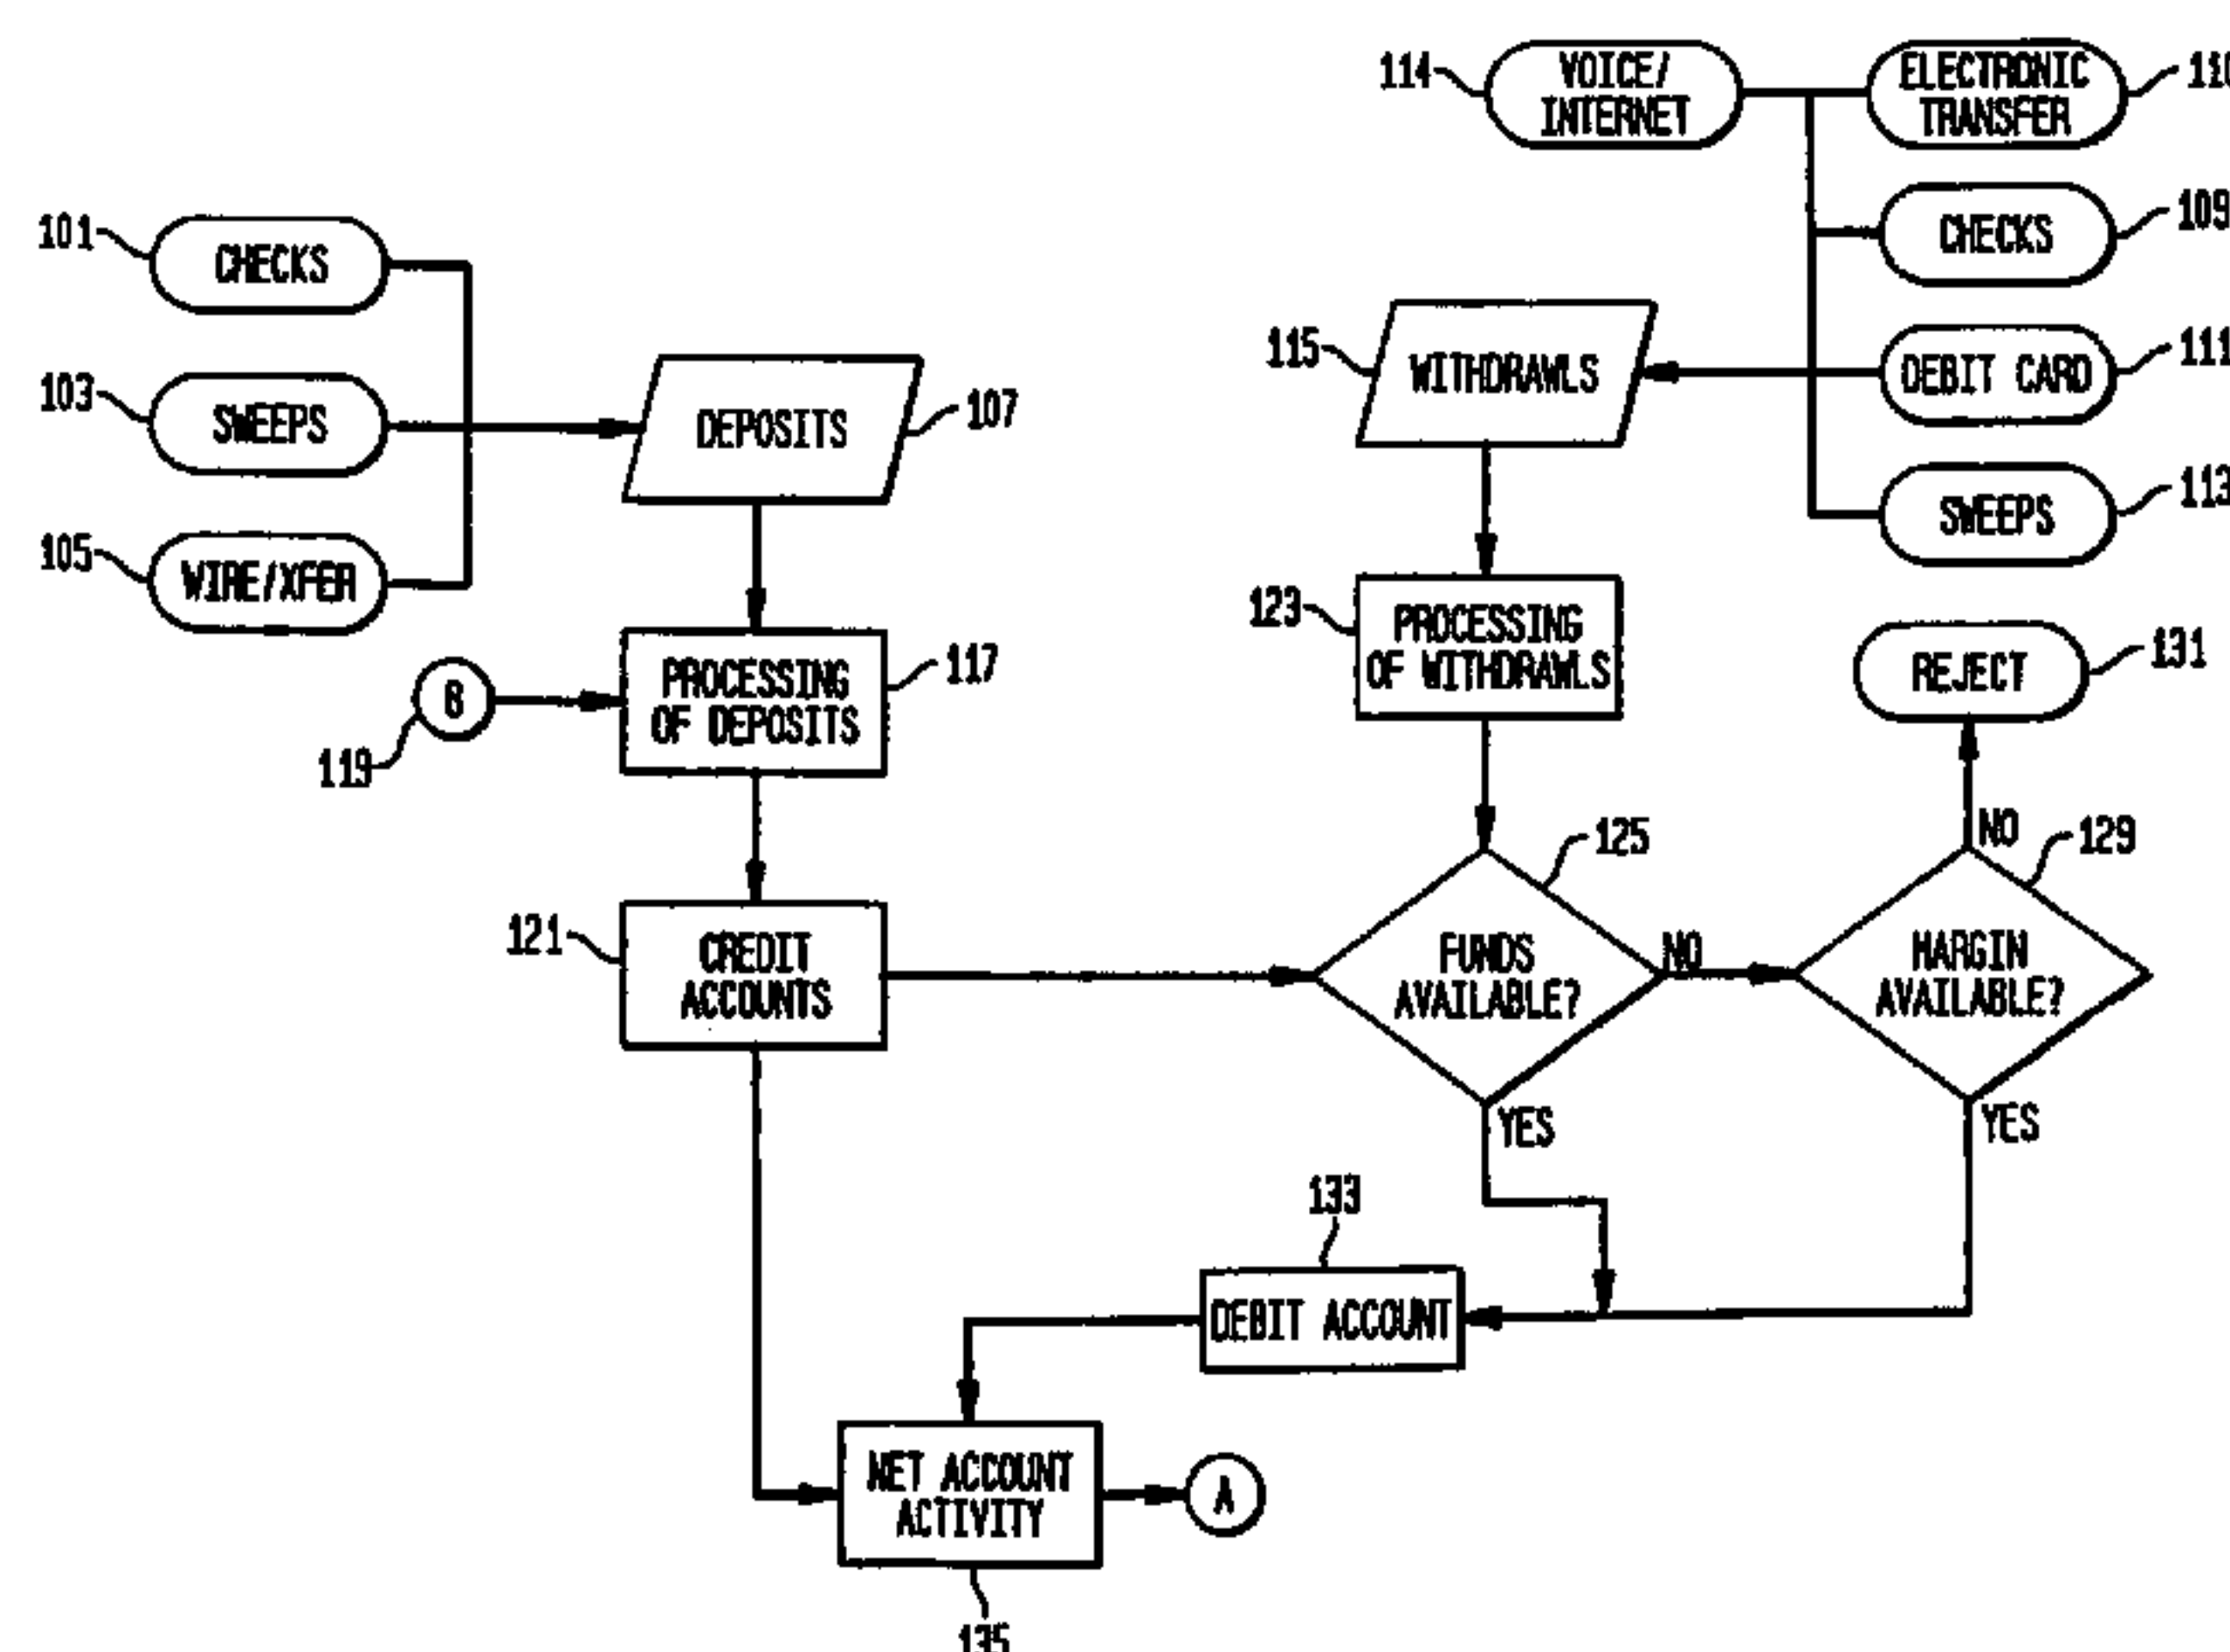 114
VOICE/
INTERNET
ELECTRONIC
TRANSFER
110
CHECKS
109
101
CHECKS
115
WITHDRAWLS
DEBIT CARD
111
103
SWEEPS
DEPOSITS
107
SWEEPS
113
105
WIRE/XFER
123
PROCESSING
OF WITHDRAWLS
REJECT
131
B
119
PROCESSING
OF DEPOSITS
117
121
CREDIT
ACCOUNTS
FUNDS
AVAILABLE?
125
NO
YES
MARGIN
AVAILABLE?
129
NO
YES
133
DEBIT ACCOUNT
NET ACCOUNT
ACTIVITY
A
135